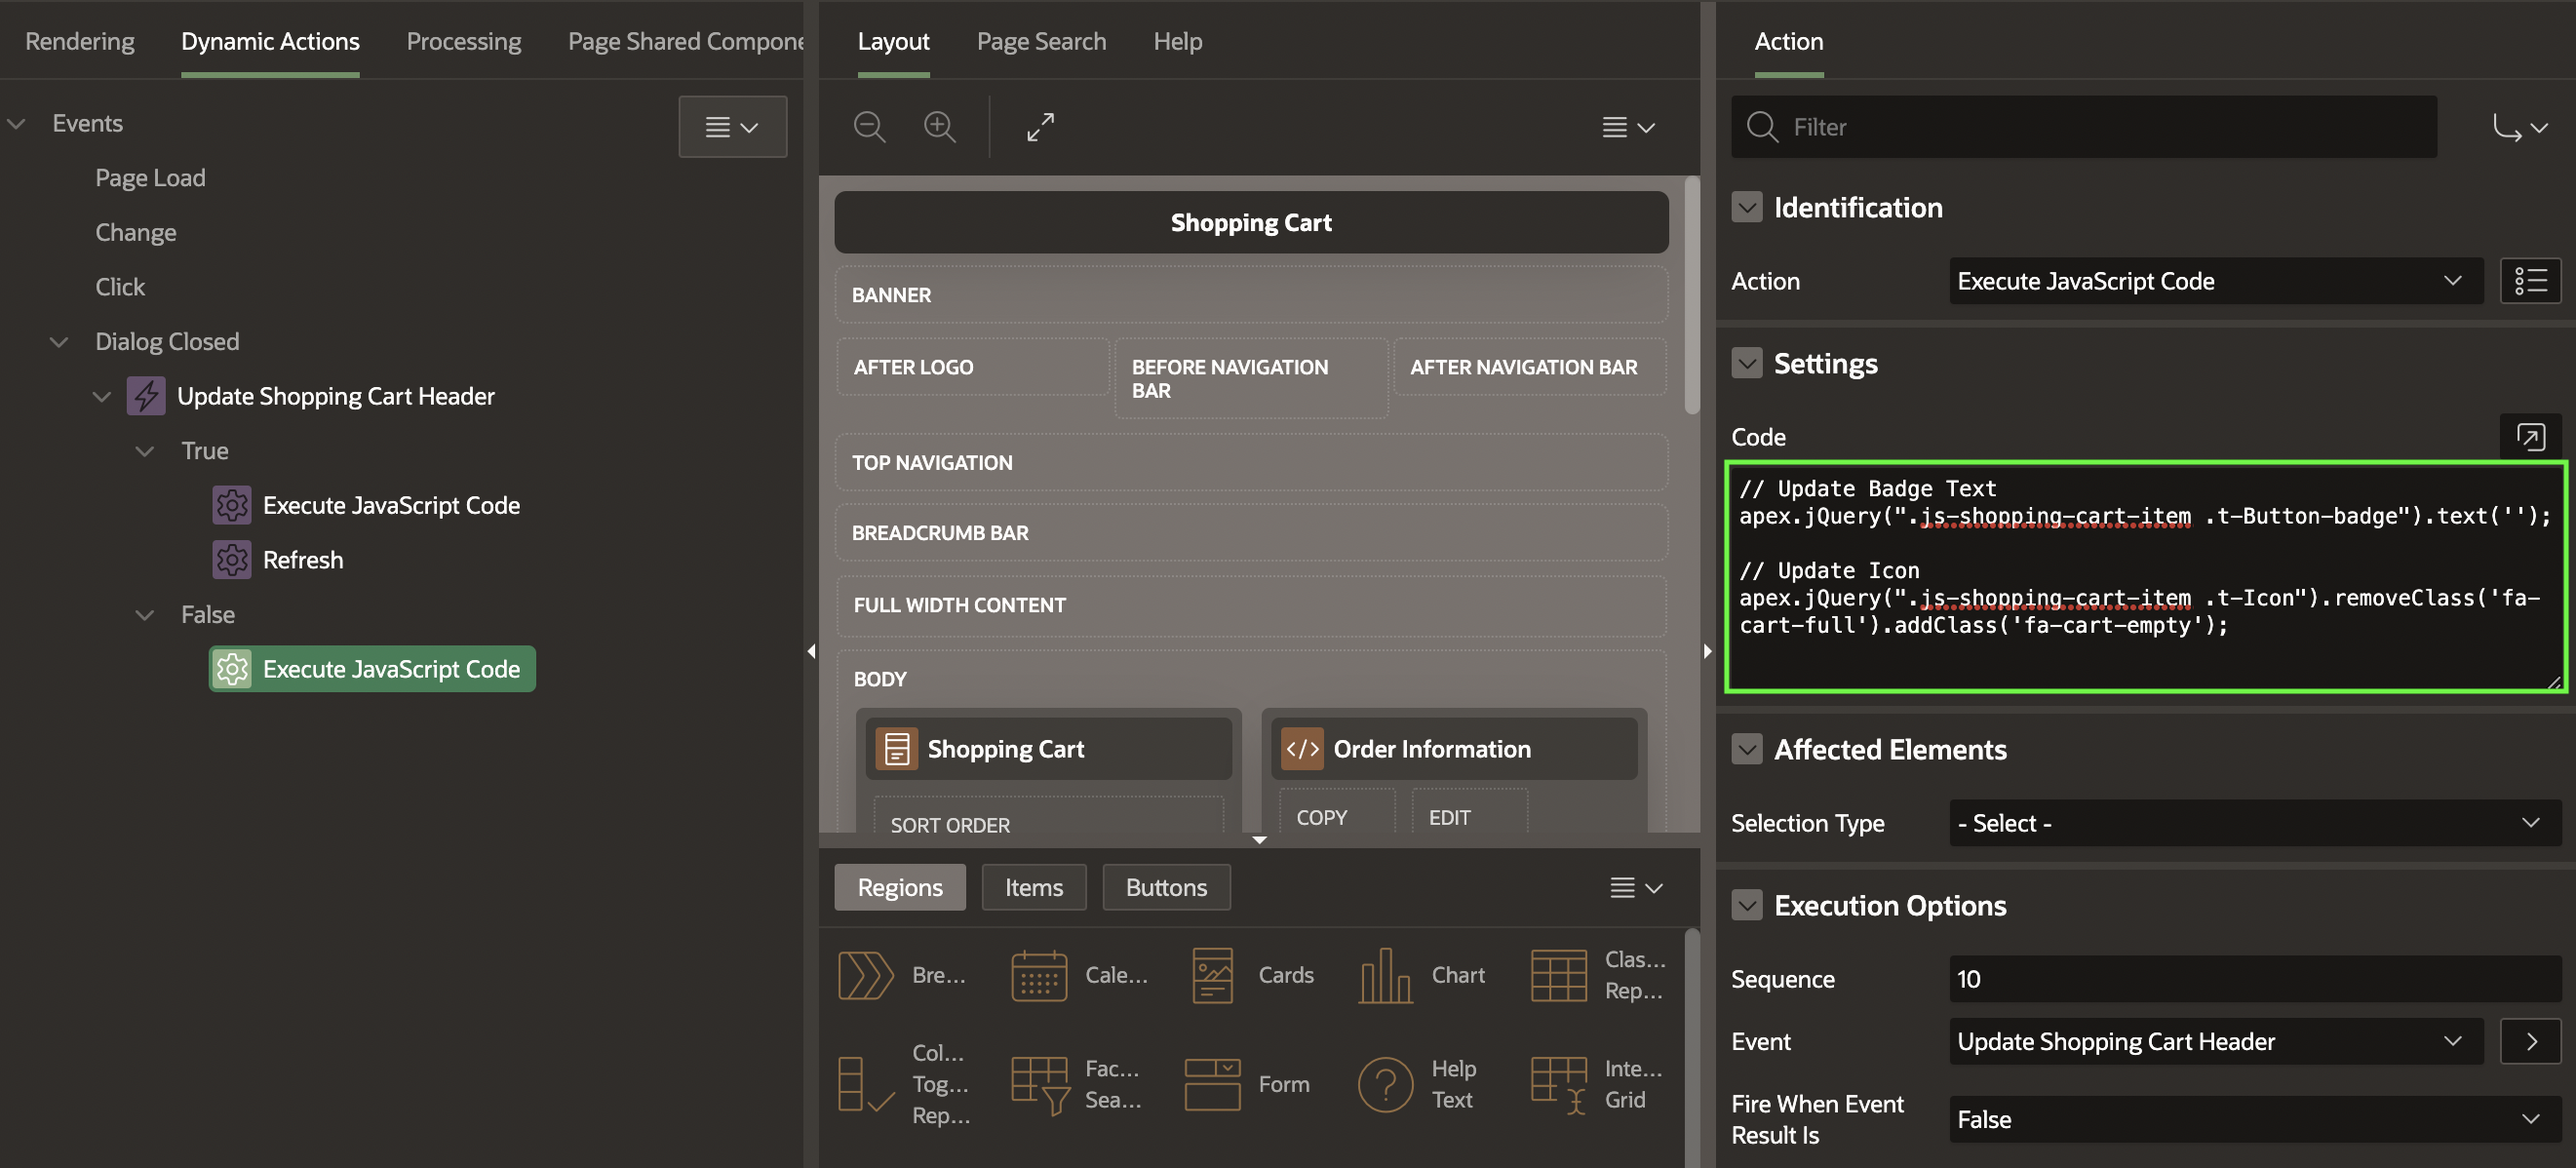 Rendering
Dynamic Actions
Processing
Page Shared Compone
Events
Page Load
Change
Click
Dialog Closed
Update Shopping Cart Header
True
Execute JavaScript Code
Refresh
False
Execute JavaScript Code
Layout
Page Search
Help
Shopping Cart
BANNER
AFTER LOGO
BEFORE NAVIGATION
BAR
AFTER NAVIGATION BAR
TOP NAVIGATION
BREADCRUMB BAR
FULL WIDTH CONTENT
BODY
Shopping Cart
Order Information
SORT ORDER
COPY
EDIT
Regions
Items
Buttons
Bre...
Cale...
Cards
Chart
Clas...
Rep...
Col...
Tog...
Rep...
Fac...
Sea...
Form
Help
Text
Inte...
Grid
Action
Filter
Identification
Action
Execute JavaScript Code
Settings
Code
// Update Badge Text
apex.jQuery(".js-shopping-cart-item .t-Button-badge").text('');
// Update Icon
apex.jQuery(".js-shopping-cart-item .t-Icon").removeClass('fa-
cart-full').addClass('fa-cart-empty');
Affected Elements
Selection Type
- Select -
Execution Options
Sequence
10
Event
Update Shopping Cart Header
Fire When Event
Result Is
False